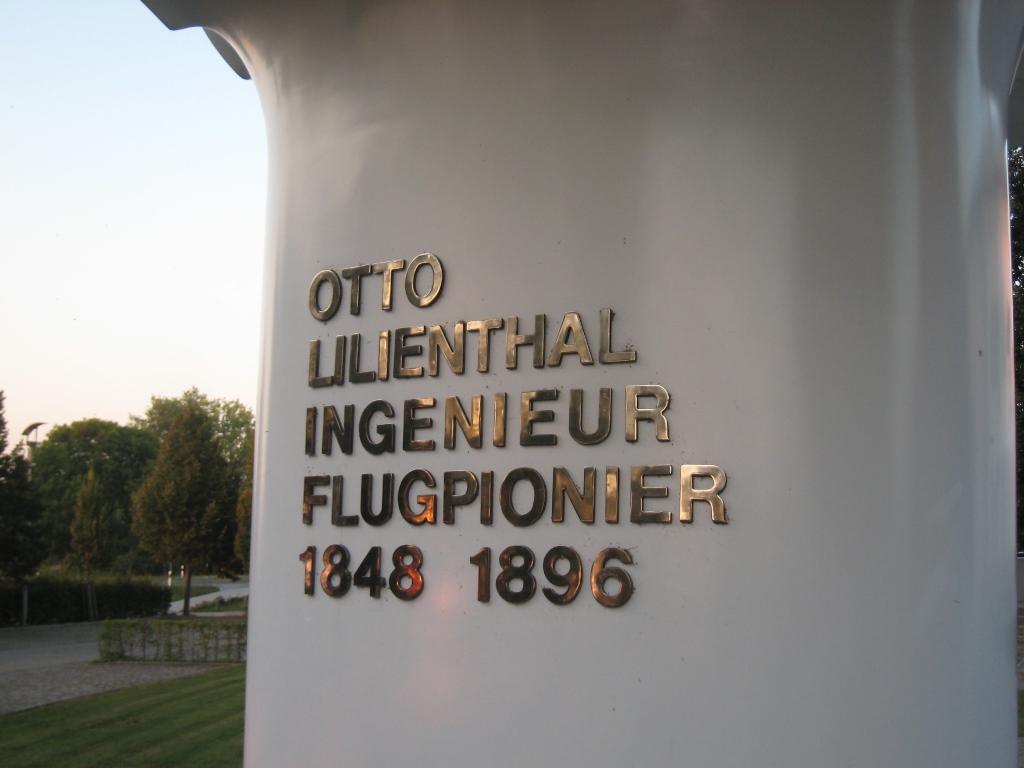 OTTO
LILIENTHAL
INGENIEUR
FLUGPIONIER
1848 1896